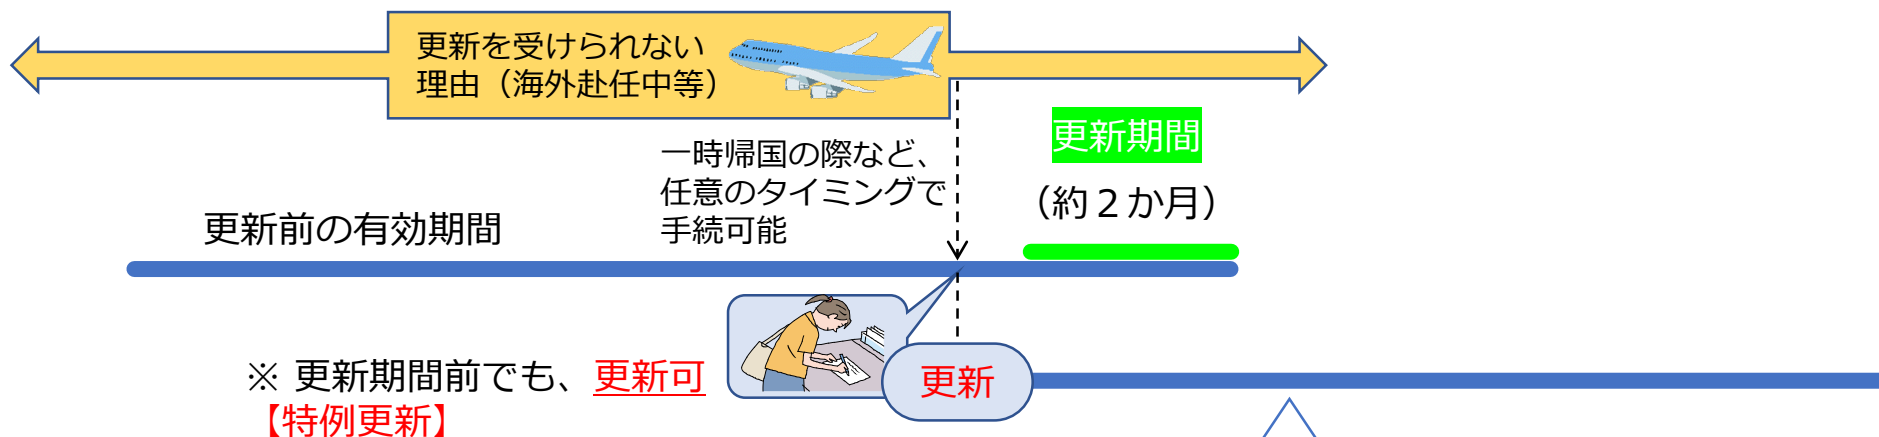 更新を受けられない
理由（海外赴任中等）
更新期間
（約２か月）
一時帰国の際など、
任意のタイミングで
手続可能
更新前の有効期間
※ 更新期間前でも、更新可
【特例更新】
更新